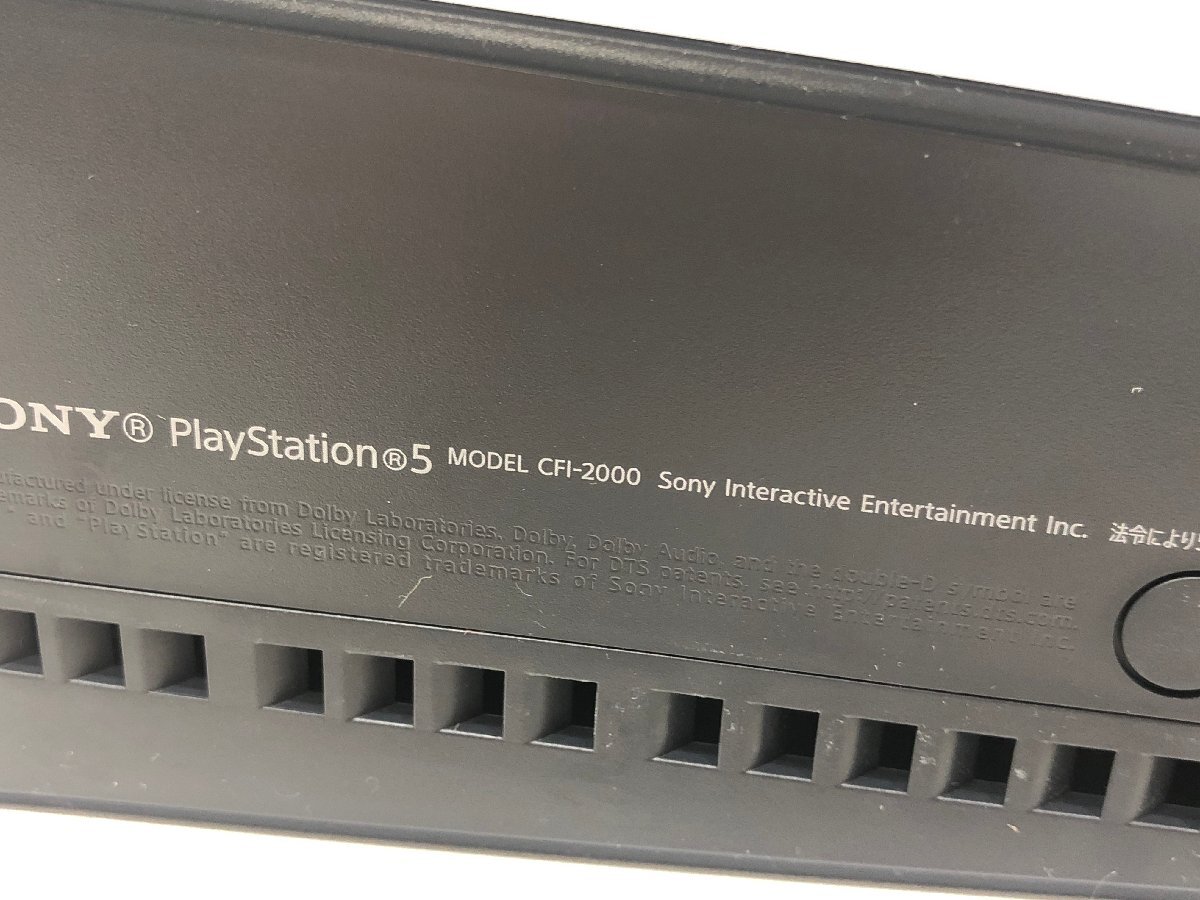 ONY® PlayStation®5 MODEL CFI-2000 Sony Interactive Entertainment Inc. 法令により
ufactured under license from Dolby Laboratories. Dolby, Dolby Audio, and the double-D symbol are
emarks of Dolby Laboratories Licensing Corporation. For DTS patents, see http://patents.dts.com.
" and "PlayStation" are registered trademarks of Sony Interactive Entertainment Inc.